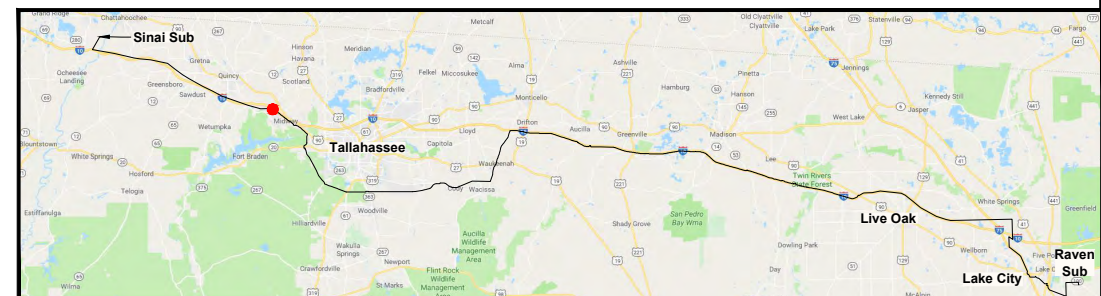 Grand Ridge
Chattahoochee
Sinai Sub
Metcalf
Old Clyattville
Clyattville
Lake Park
Statenville
Fargo
Hinson
Havana
Meridian
Gretna
Quincy
Scotland
Felkel
Miccosukee
Alma
Ashville
Pinetta
Jennings
Ocheesee
Landing
Greensboro
Sawdust
Bradfordville
Monticello
Hamburg
Hanson
Kennedy Still
Jasper
Wetumpka
Midway
Lloyd
Drifton
Aucilla
Greenville
Madison
West Lake
Blountstown
White Springs
Hosford
Fort Braden
Tallahassee
Capitola
Waukeenah
Lee
Telogia
Cody
Wacissa
Twin Rivers
State Forest
Estiffanulga
Woodville
Hilliardville
Shady Grove
San Pedro
Bay Wma
Live Oak
White Springs
Greenfield
Aucilla
Wildlife
Management
Area
Wakulla
Springs
Newport
Crawfordville
Dowling Park
Wellborn
Five Po
Raven
Sub
Wilma
St Marks
Flint Rock
Wildlife
Management
Area
Day
Lake City
Lake C
McAlpin